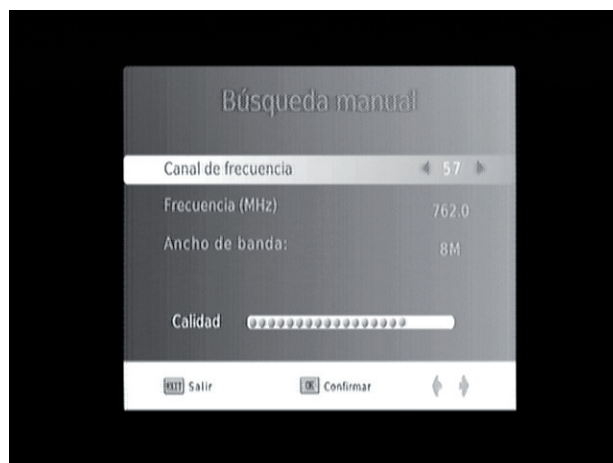 Búsqueda manual
Canal de frecuencia 57
Frecuencia (MHz) 762.0
Ancho de banda: 8M
Calidad
EXIT Salir OK Confirmar